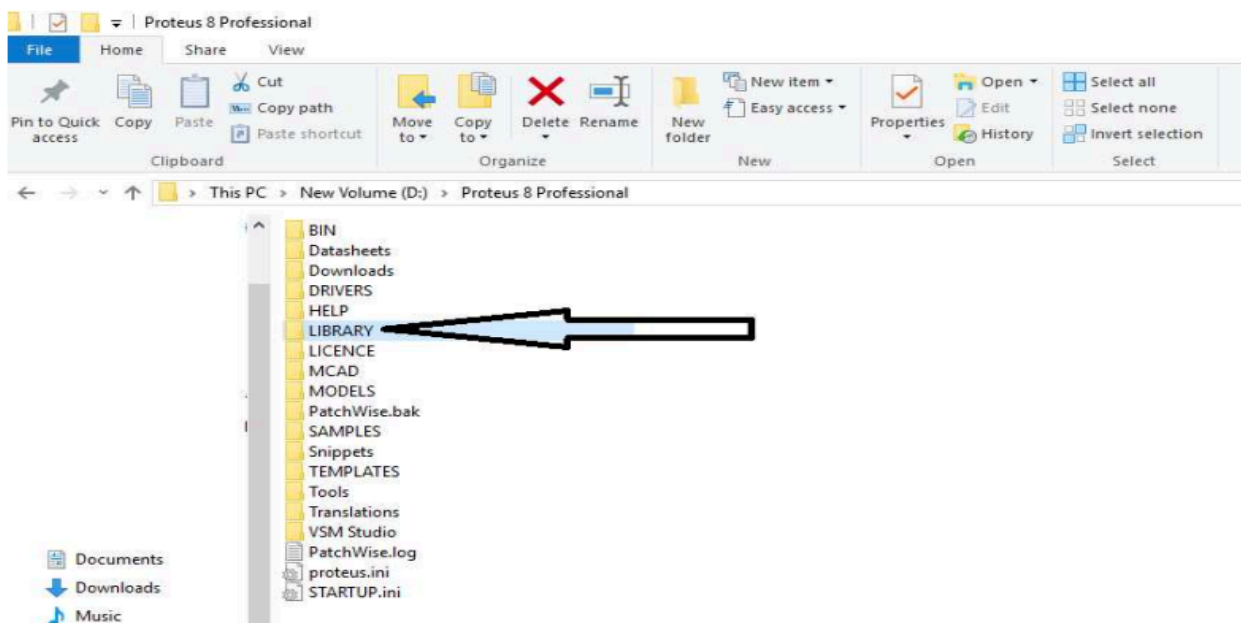 Proteus 8 Professional
File Home Share View
Pin to Quick access
Copy
Paste
Cut
Copy path
Paste shortcut
Clipboard
Move to
Copy to
Delete
Rename
Organize
New folder
New item
Easy access
New
Properties
Open
Edit
History
Open
Select all
Select none
Invert selection
Select
This PC > New Volume (D:) > Proteus 8 Professional
BIN
Datasheets
Downloads
DRIVERS
HELP
LIBRARY
LICENCE
MCAD
MODELS
PatchWise.bak
SAMPLES
Snippets
TEMPLATES
Tools
Translations
VSM Studio
PatchWise.log
proteus.ini
STARTUP.ini
Documents
Downloads
Music